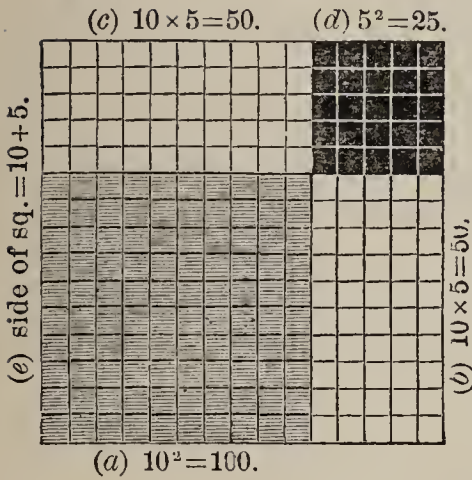 (c) 10 × 5 = 50. (d) 5² = 25.
(e) side of sq. = 10 + 5.
(b) 10 × 5 = 50.
(a) 10² = 100.